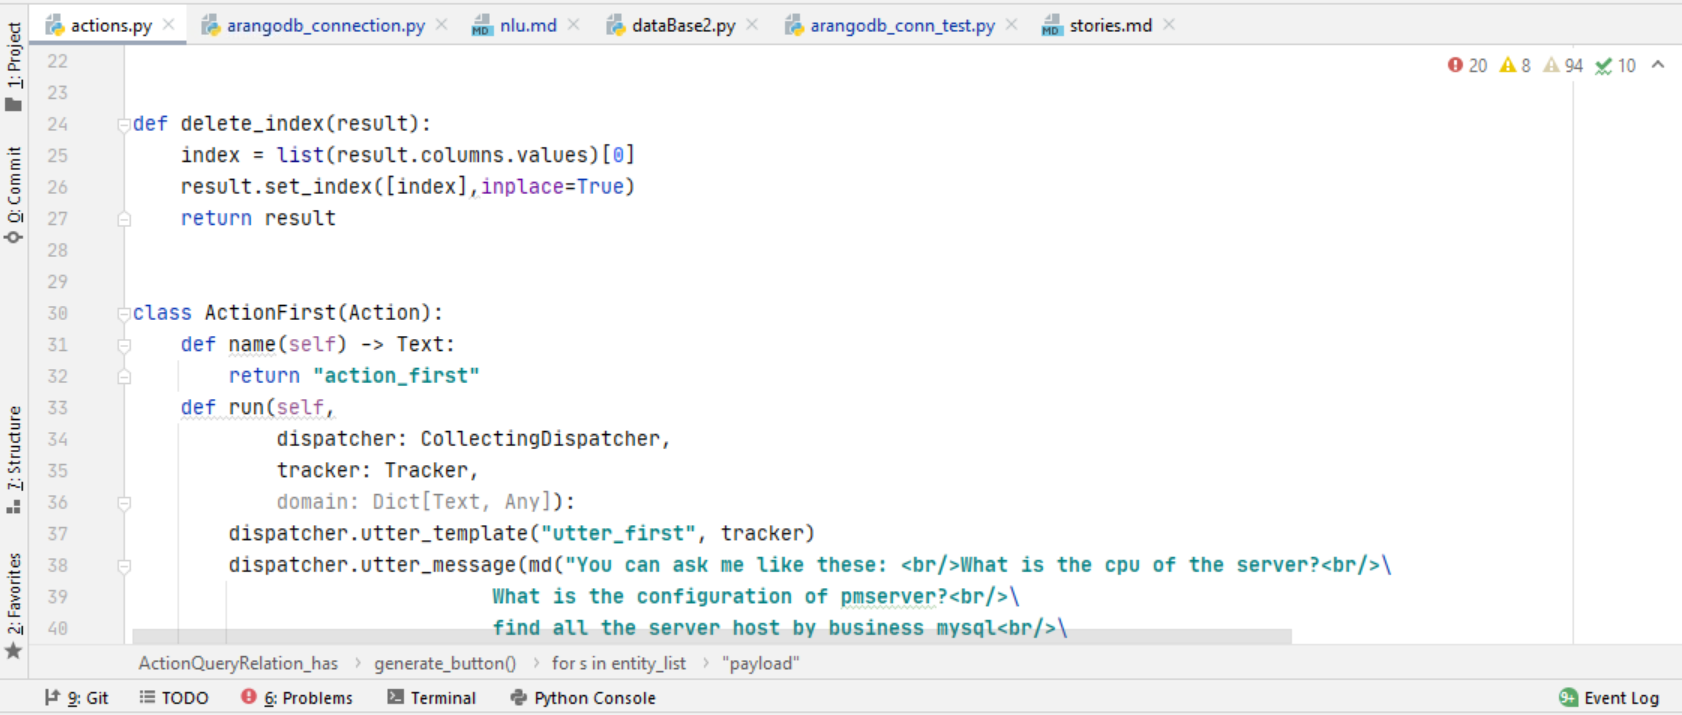 actions.py arangodb_connection.py nlu.md dataBase2.py arangodb_conn_test.py stories.md
1: Project
0: Commit
7: Structure
2: Favorites
20 8 94 10
22
23
24 def delete_index(result):
25 index = list(result.columns.values)[0]
26 result.set_index([index],inplace=True)
27 return result
28
29
30 class ActionFirst(Action):
31 def name(self) -> Text:
32 return "action_first"
33 def run(self,
34 dispatcher: CollectingDispatcher,
35 tracker: Tracker,
36 domain: Dict[Text, Any]):
37 dispatcher.utter_template("utter_first", tracker)
38 dispatcher.utter_message(md("You can ask me like these: <br/>What is the cpu of the server?<br/>\
39 What is the configuration of pmserver?<br/>\
40 find all the server host by business mysql<br/>\
ActionQueryRelation_has › generate_button() › for s in entity_list › "payload"
9: Git TODO 6: Problems Terminal Python Console 9+ Event Log